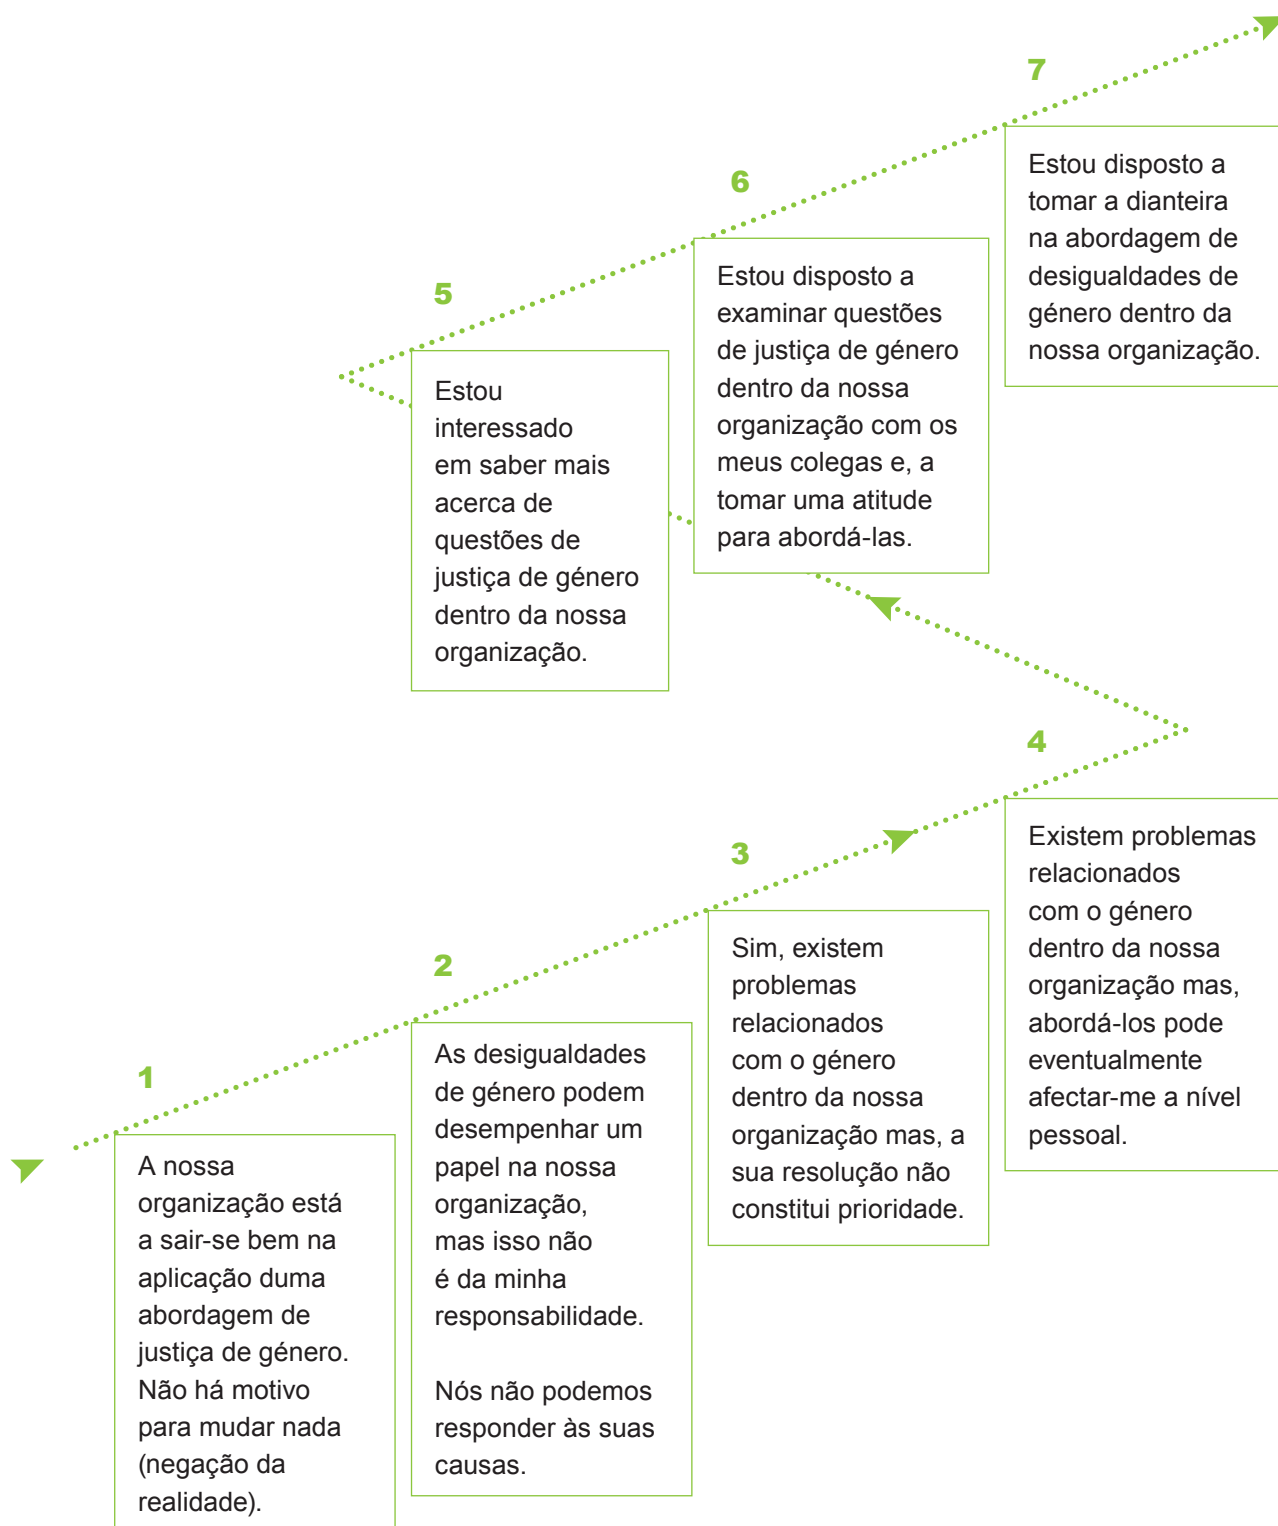 7
Estou disposto a
tomar a dianteira
na abordagem de
desigualdades de
género dentro da
nossa organização.
6
Estou disposto a
examinar questões
de justiça de género
dentro da nossa
organização com os
meus colegas e, a
tomar uma atitude
para abordá-las.
5
Estou
interessado
em saber mais
acerca de
questões de
justiça de género
dentro da nossa
organização.
4
Existem problemas
relacionados
com o género
dentro da nossa
organização mas,
abordá-los pode
eventualmente
afectar-me a nível
pessoal.
3
Sim, existem
problemas
relacionados
com o género
dentro da nossa
organização mas, a
sua resolução não
constitui prioridade.
2
As desigualdades
de género podem
desempenhar um
papel na nossa
organização,
mas isso não
é da minha
responsabilidade.
Nós não podemos
responder às suas
causas.
1
A nossa
organização está
a sair-se bem na
aplicação duma
abordagem de
justiça de género.
Não há motivo
para mudar nada
(negação da
realidade).